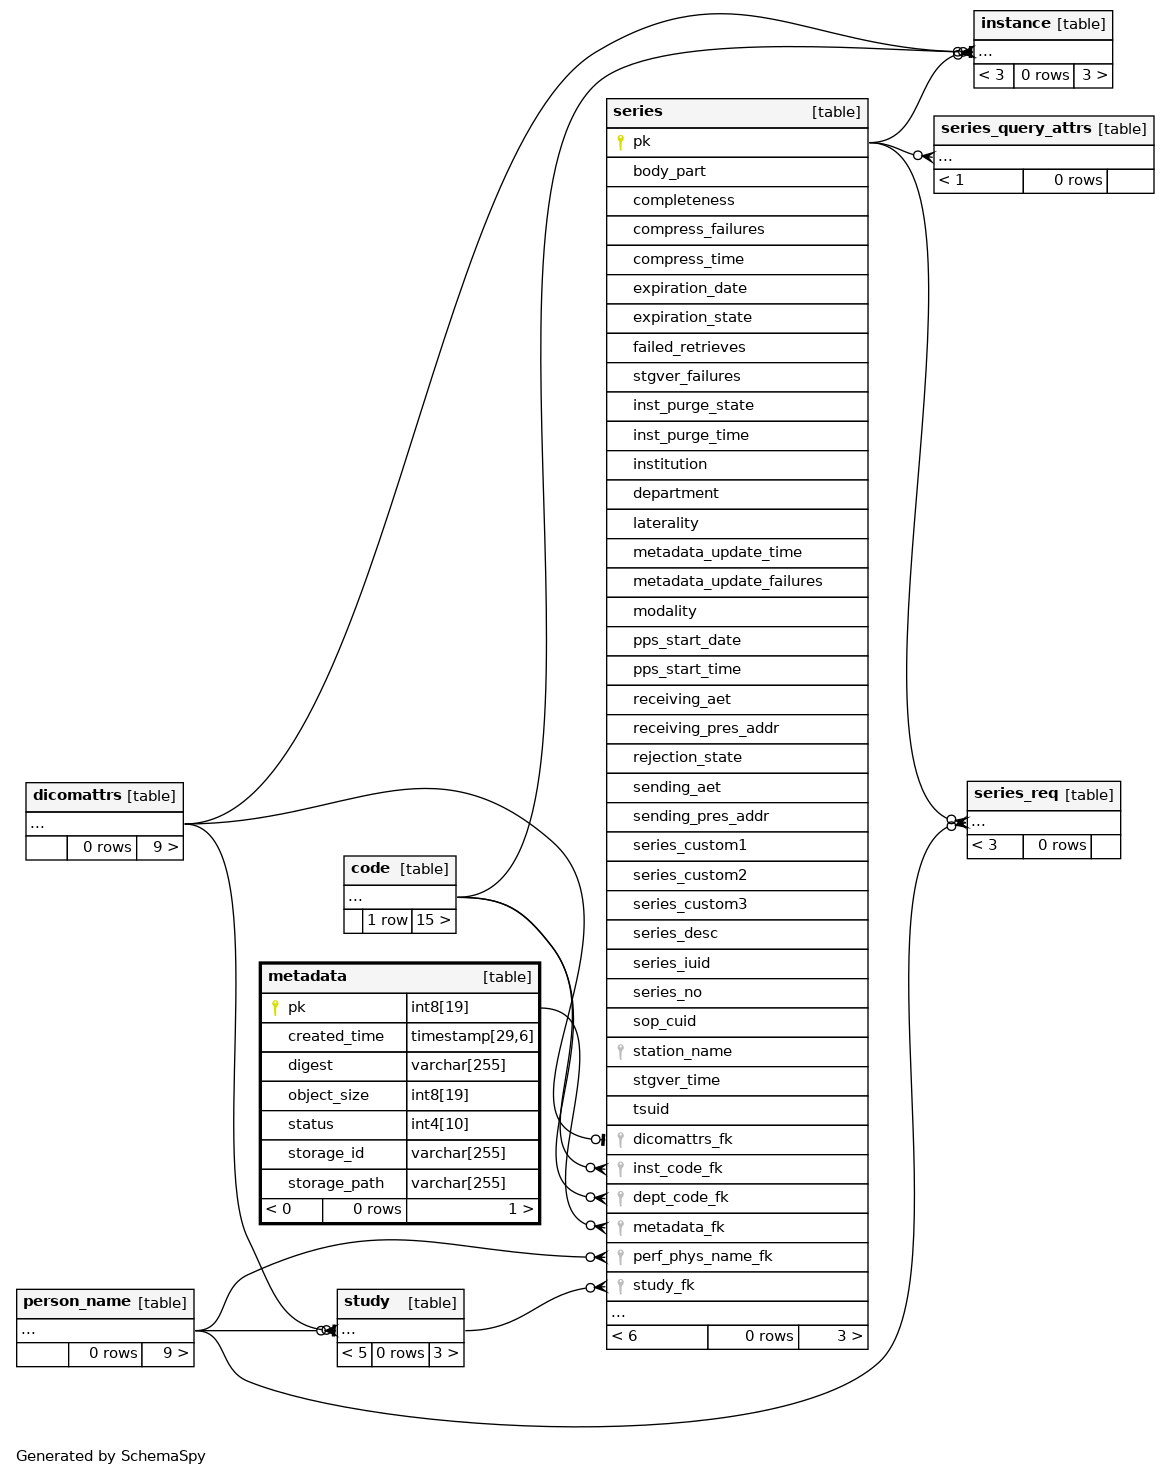 instance [table]
...
< 3 0 rows 3 >
series_query_attrs [table]
...
< 1 0 rows
series [table]
pk
body_part
completeness
compress_failures
compress_time
expiration_date
expiration_state
failed_retrieves
stgver_failures
inst_purge_state
inst_purge_time
institution
department
laterality
metadata_update_time
metadata_update_failures
modality
pps_start_date
pps_start_time
receiving_aet
receiving_pres_addr
rejection_state
sending_aet
sending_pres_addr
series_custom1
series_custom2
series_custom3
series_desc
series_iuid
series_no
sop_cuid
station_name
stgver_time
tsuid
dicomattrs_fk
inst_code_fk
dept_code_fk
metadata_fk
perf_phys_name_fk
study_fk
...
< 6 0 rows 3 >
series_req [table]
...
< 3 0 rows
dicomattrs [table]
...
0 rows 9 >
code [table]
...
1 row 15 >
metadata [table]
pk int8[19]
created_time timestamp[29,6]
digest varchar[255]
object_size int8[19]
status int4[10]
storage_id varchar[255]
storage_path varchar[255]
< 0 0 rows 1 >
person_name [table]
...
0 rows 9 >
study [table]
...
< 5 0 rows 3 >
Generated by SchemaSpy